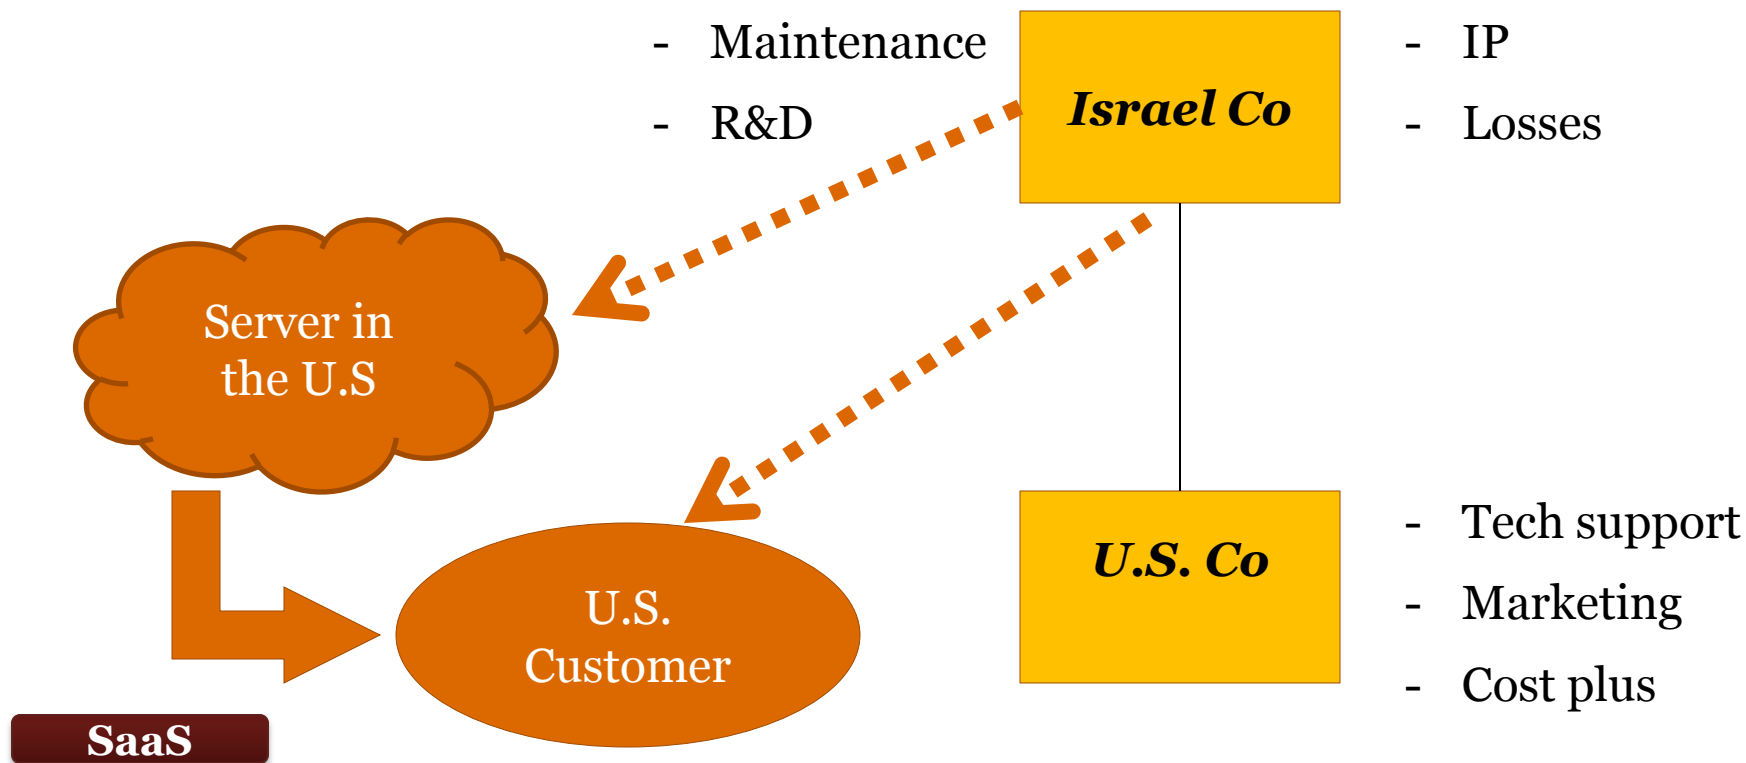 - Maintenance
- R&D
Israel Co
- IP
- Losses
Server in
the U.S
U.S.
Customer
U.S. Co
- Tech support
- Marketing
- Cost plus
SaaS